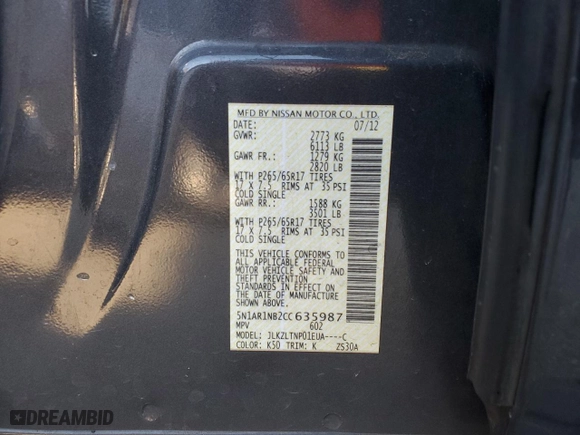 MFD BY NISSAN MOTOR CO., LTD.
DATE: 07/12
GVWR: 2773 KG
6113 LB
GAWR FR.: 1279 KG
2820 LB
WITH P265/65R17 TIRES
17 X 7.5 RIMS AT 35 PSI
COLD SINGLE
GAWR RR.: 1588 KG
3501 LB
WITH P265/65R17 TIRES
17 X 7.5 RIMS AT 35 PSI
COLD SINGLE
THIS VEHICLE CONFORMS TO
ALL APPLICABLE FEDERAL
MOTOR VEHICLE SAFETY AND
THEFT PREVENTION
STANDARDS IN EFFECT ON
THE DATE OF MANUFACTURE
SHOWN ABOVE.
5N1AR1NB2CC635987
MPV 602
MODEL: JLKZLTNP01EUA----C
COLOR: K50 TRIM: K ZS30A
DREAMBID